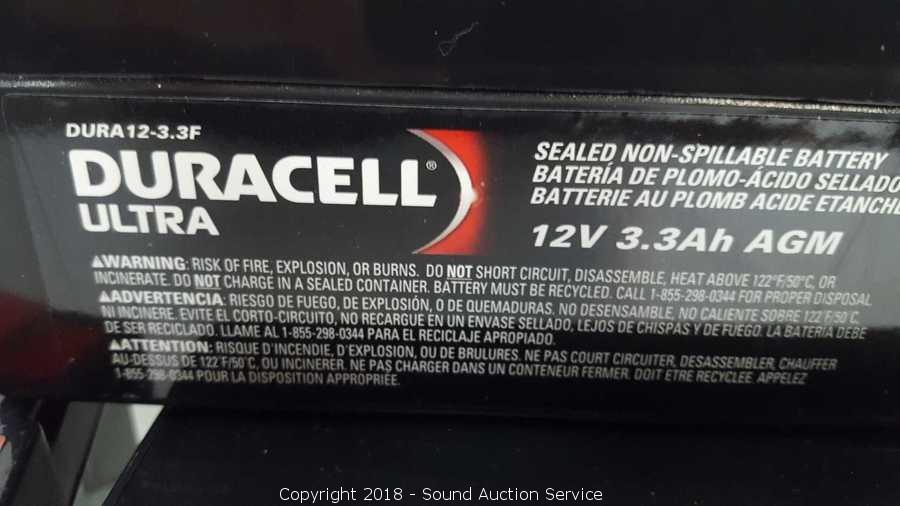 DURA12-3.3F
DURACELL®
ULTRA
SEALED NON-SPILLABLE BATTERY
BATERÍA DE PLOMO-ÁCIDO SELLADO
BATTERIE AU PLOMB ACIDE ETANCHE
12V 3.3Ah AGM
⚠WARNING: RISK OF FIRE, EXPLOSION, OR BURNS. DO NOT SHORT CIRCUIT, DISASSEMBLE, HEAT ABOVE 122°F/50°C, OR
INCINERATE. DO NOT CHARGE IN A SEALED CONTAINER. BATTERY MUST BE RECYCLED. CALL 1-855-298-0344 FOR PROPER DISPOSAL
⚠ADVERTENCIA: RIESGO DE FUEGO, DE EXPLOSIÓN, O DE QUEMADURAS. NO DESENSAMBLE, NO CALIENTE SOBRE 122°F/50°C,
NI INCINERE. EVITE EL CORTO-CIRCUITO, NO RECARGUE EN UN ENVASE SELLADO, LEJOS DE CHISPAS Y DE FUEGO. LA BATERÍA DEBE
DE SER RECICLADO. LLAME AL 1-855-298-0344 PARA EL RECICLAJE APROPIADO.
⚠ATTENTION: RISQUE D'INCENDIE, D'EXPLOSION, OU DE BRULURES. NE PAS COURT CIRCUITER, DESASSEMBLER, CHAUFFER
AU-DESSUS DE 122°F/50°C, OU INCINERER. NE PAS CHARGER DANS UN CONTENEUR FERMER. DOIT ETRE RECYCLEE. APPELEZ
1-855-298-0344 POUR LA DISPOSITION APPROPRIÉE.
Copyright 2018 - Sound Auction Service